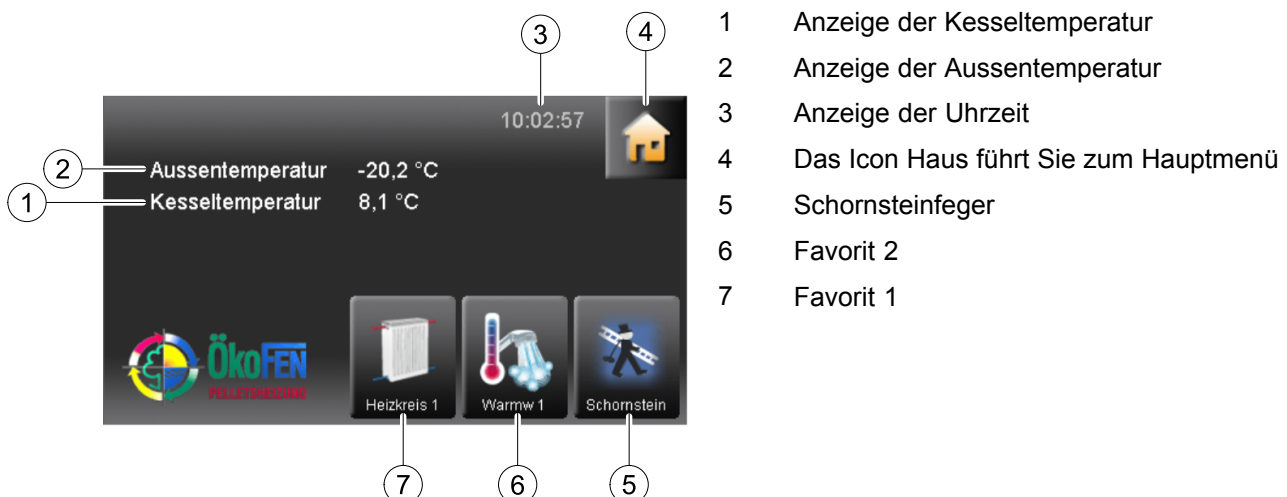 3
4
10:02:57
2
Aussentemperatur -20,2 °C
1
Kesseltemperatur 8,1 °C
ÖkoFEN
PELLETSHEIZUNG
Heizkreis 1
Warmw 1
Schornstein
7
6
5
1 Anzeige der Kesseltemperatur
2 Anzeige der Aussentemperatur
3 Anzeige der Uhrzeit
4 Das Icon Haus führt Sie zum Hauptmenü
5 Schornsteinfeger
6 Favorit 2
7 Favorit 1